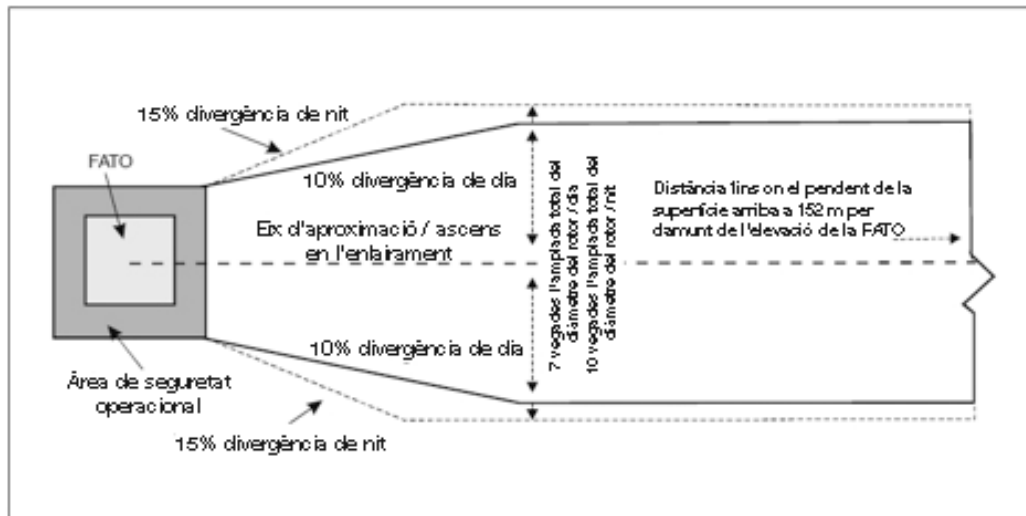 15% divergència de nit
FATO
10% divergència de dia
Eix d'aproximació / ascens
en l'enlairament
7 vegades l'amplada total del
diàmetre del rotor / dia
10 vegades l'amplada total del
diàmetre del rotor / nit
Distància fins on el pendent de la
superfície arriba a 152 m per
damunt de l'elevació de la FATO
10% divergència de dia
Àrea de seguretat
operacional
15% divergència de nit